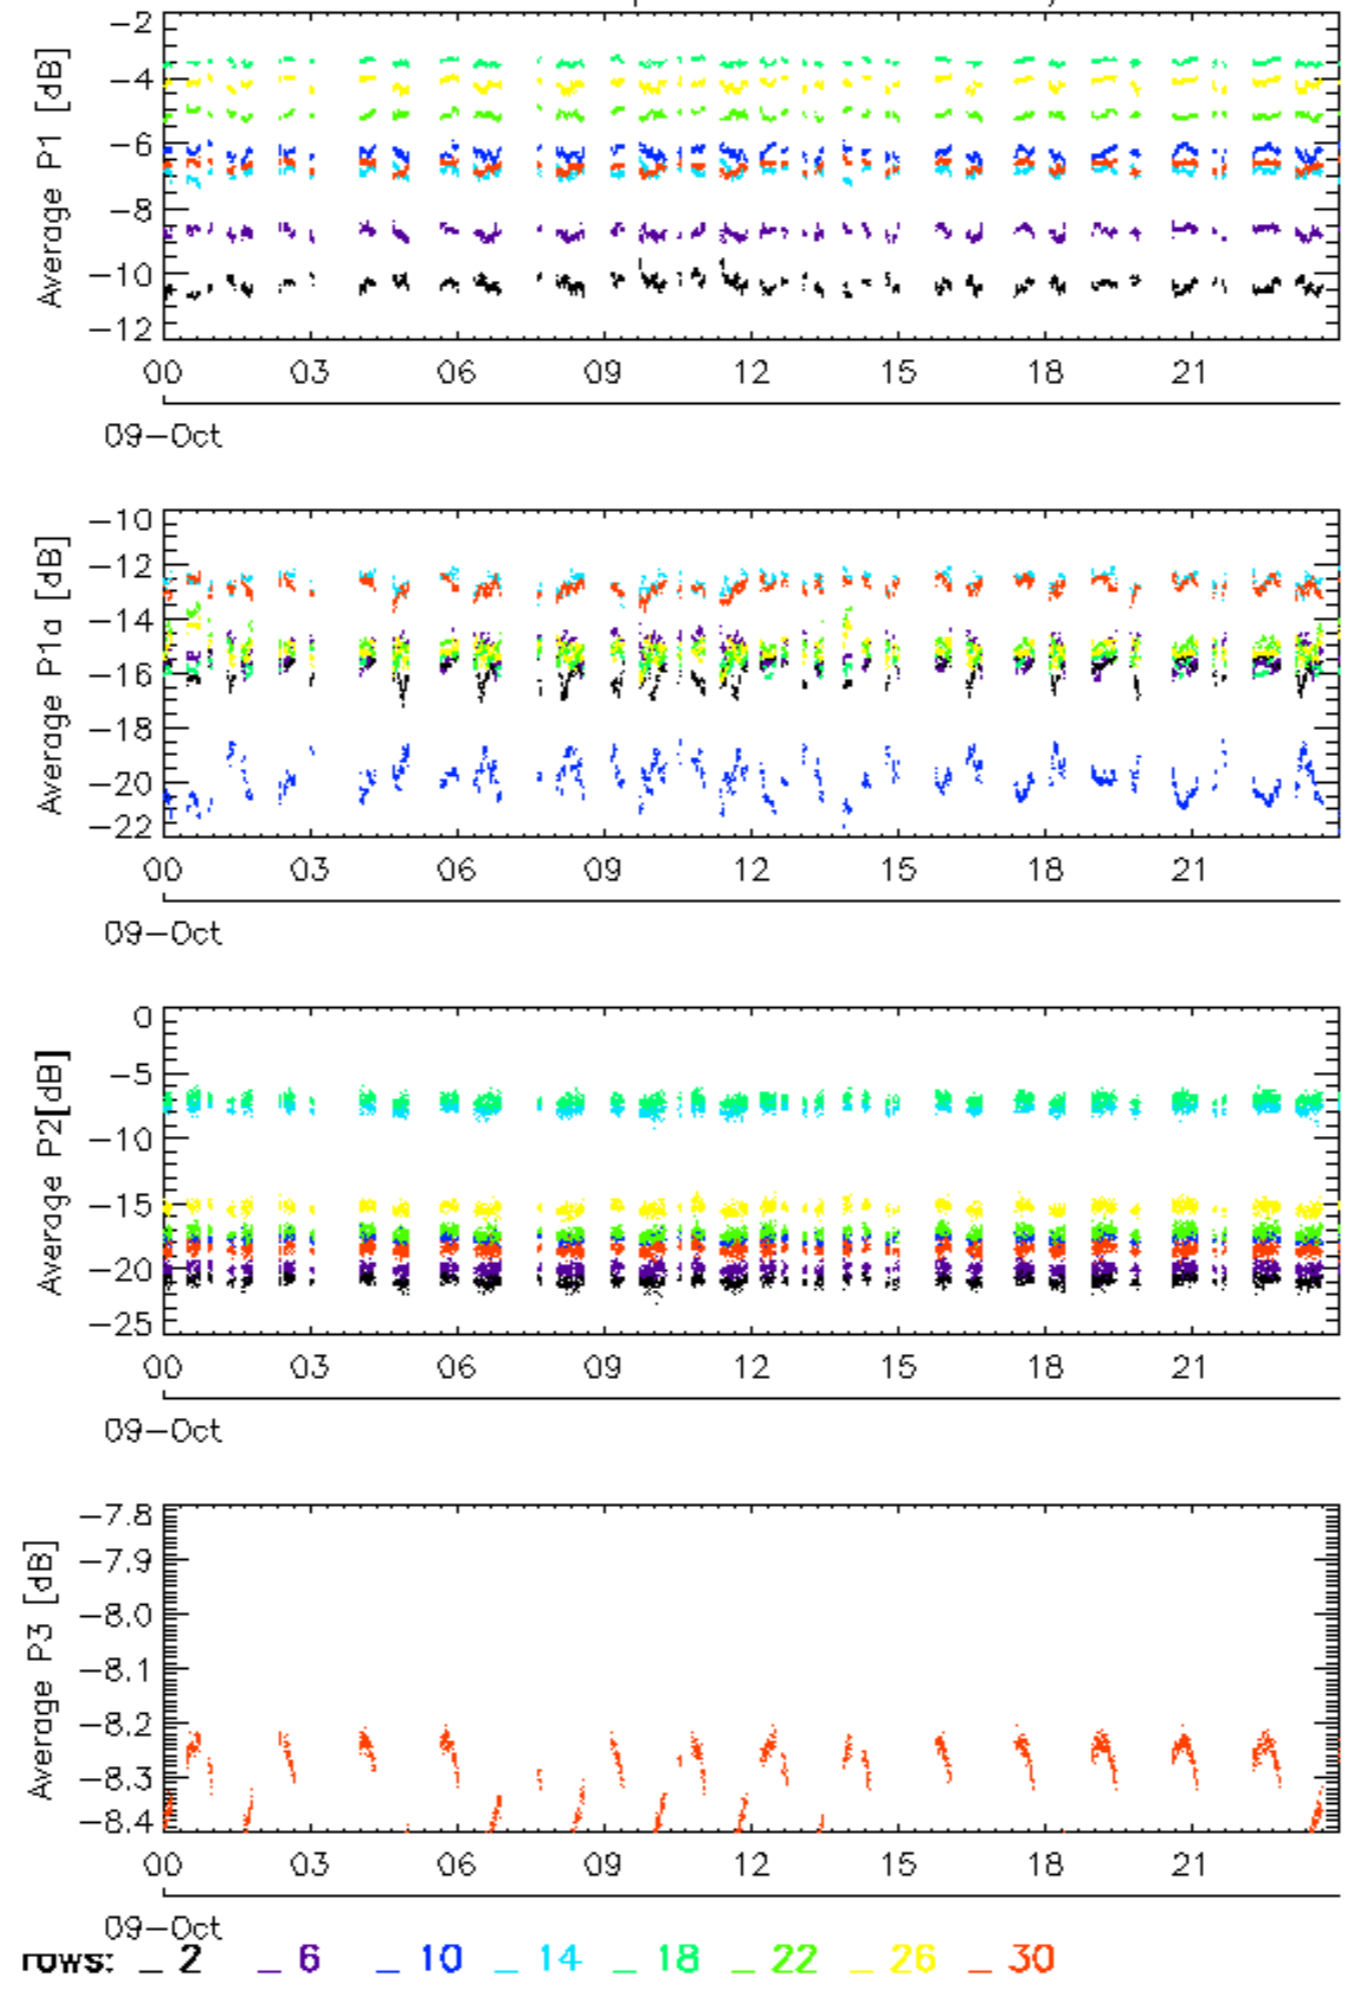 −2
−4
−6
−8
−10
−12
Average P1 [dB]
00 03 06 09 12 15 18 21
09−Oct
−10
−12
−14
−16
−18
−20
−22
Average P1a [dB]
00 03 06 09 12 15 18 21
09−Oct
0
−5
−10
−15
−20
−25
Average P2[dB]
00 03 06 09 12 15 18 21
09−Oct
−7.8
−7.9
−8.0
−8.1
−8.2
−8.3
−8.4
Average P3 [dB]
00 03 06 09 12 15 18 21
09−Oct
rows: _ 2 _ 6 _ 10 _ 14 _ 18 _ 22 _ 26 _ 30